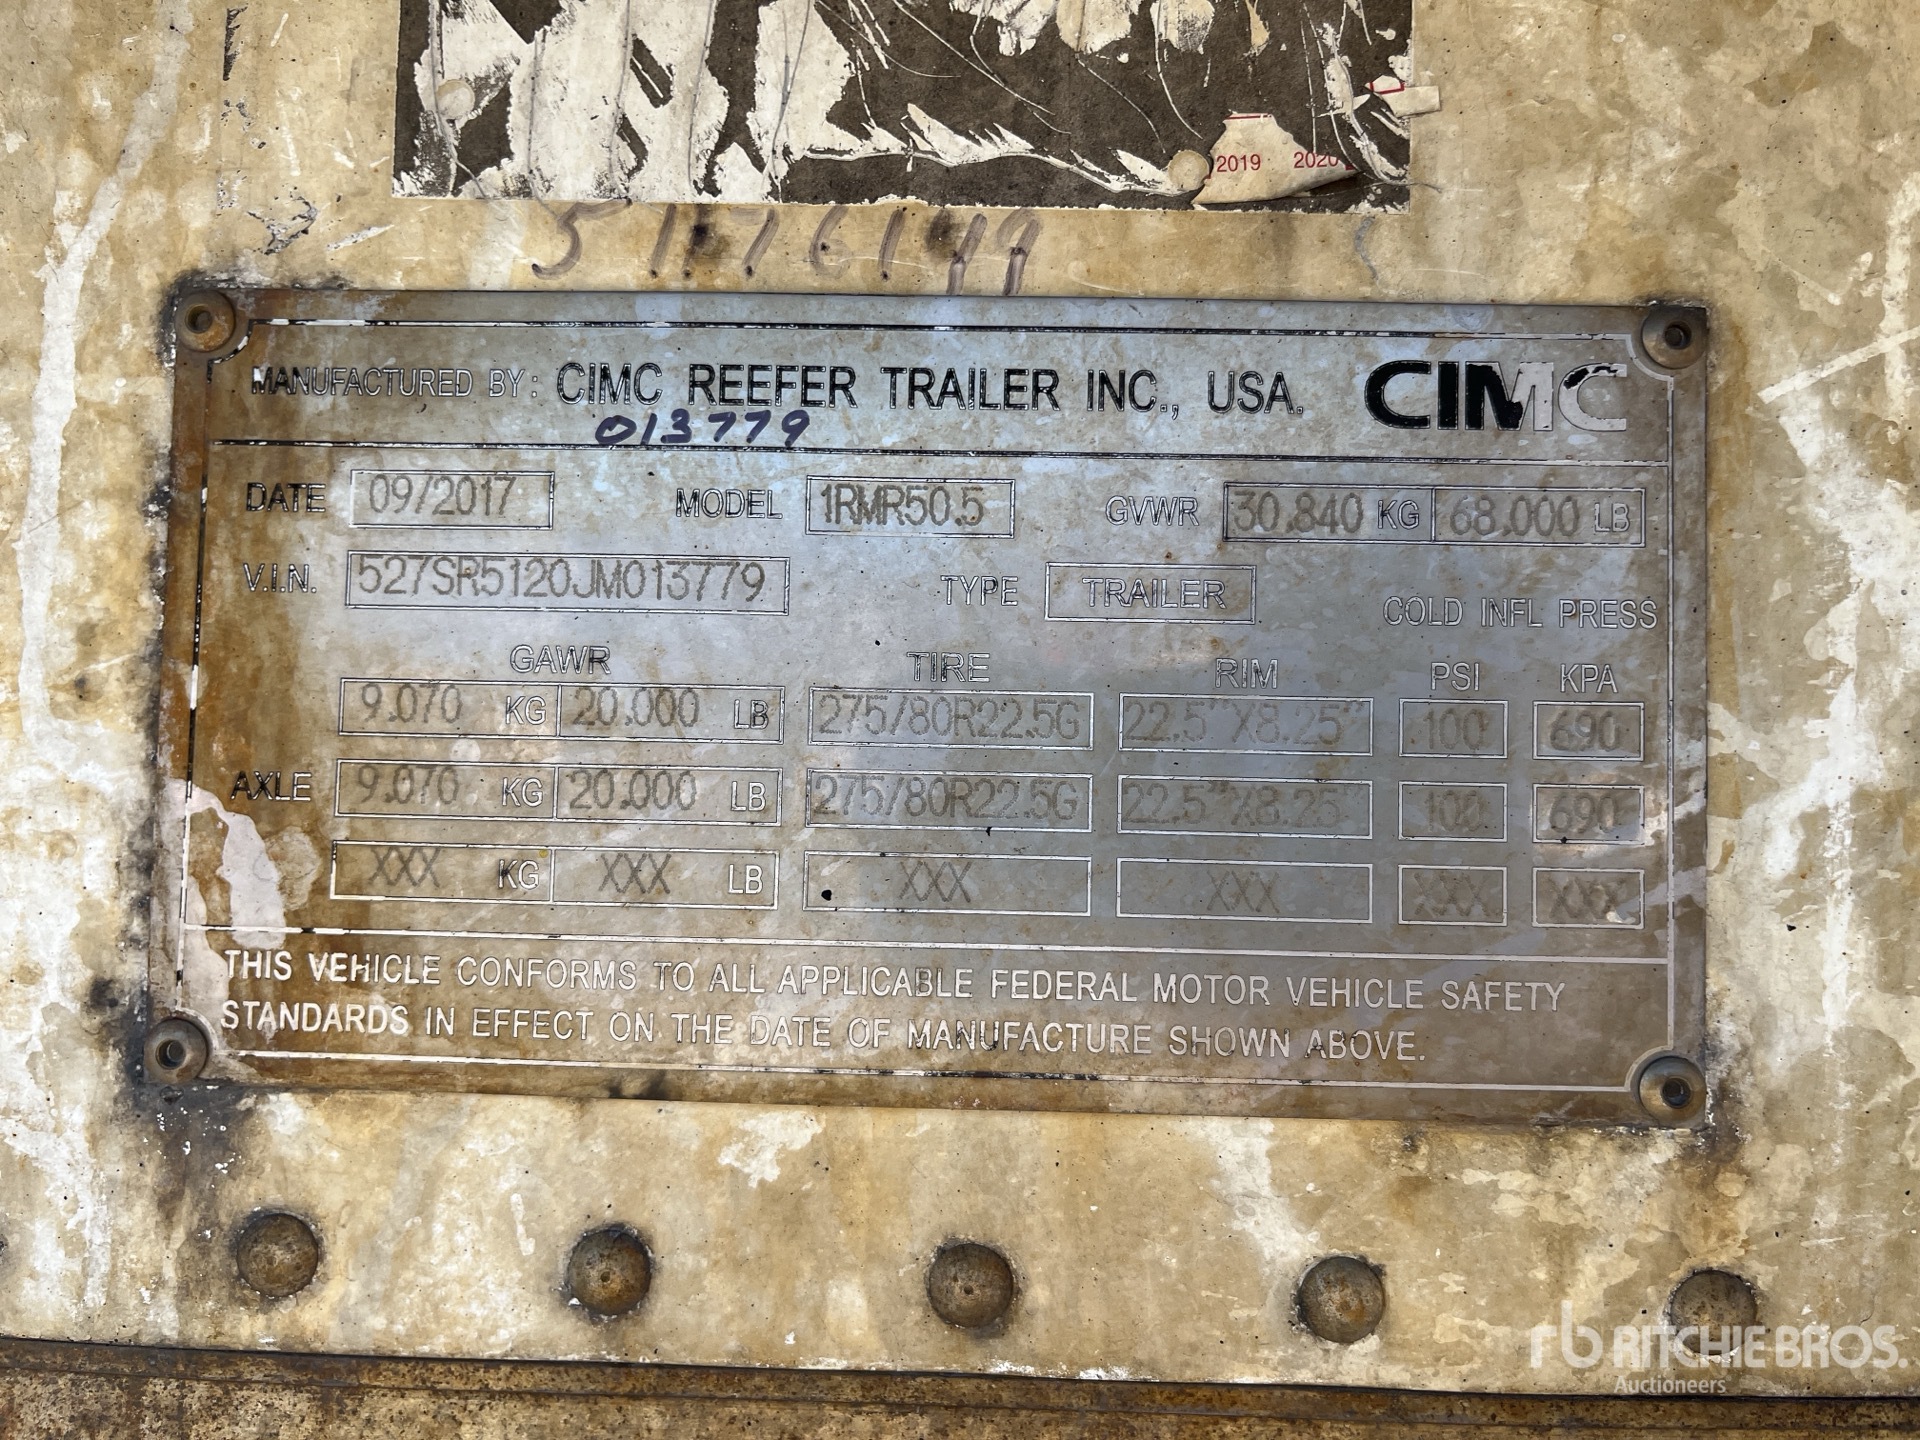 2019 2020
5176149
MANUFACTURED BY: CIMC REEFER TRAILER INC., USA. CIMC
013779
DATE 09/2017 MODEL 1RMR50.5 GVWR 30.840 KG 68.000 LB
V.I.N. 527SR5120JM013779 TYPE TRAILER
COLD INFL PRESS
GAWR TIRE RIM PSI KPA
9.070 KG 20.000 LB 275/80R22.5G 22.5"X8.25" 100 690
AXLE 9.070 KG 20.000 LB 275/80R22.5G 22.5"X8.25" 100 690
XXX KG XXX LB XXX XXX XXX XXX
THIS VEHICLE CONFORMS TO ALL APPLICABLE FEDERAL MOTOR VEHICLE SAFETY
STANDARDS IN EFFECT ON THE DATE OF MANUFACTURE SHOWN ABOVE.
rb RITCHIE BROS.
Auctioneers